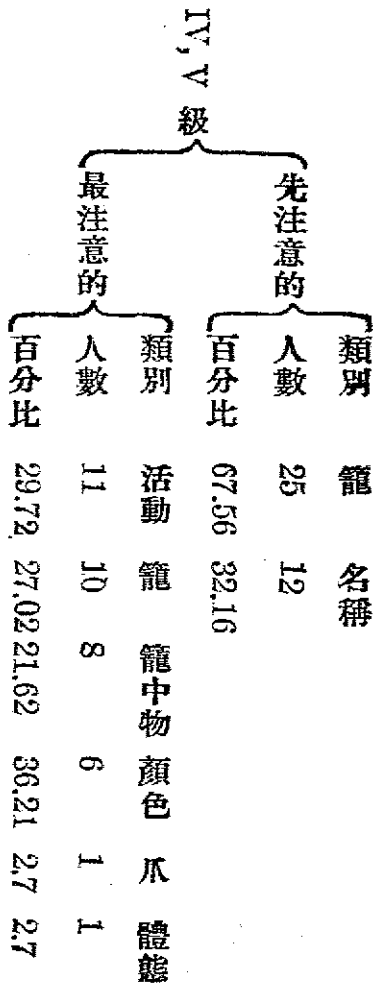 IV, V 級
先注意的
類別 籠 名稱
人數 25 12
百分比 67.56 32.16
最注意的
類別 活動 籠 籠中物 顏色 爪 體態
人數 11 10 8 6 1 1
百分比 29.72 27.02 21.62 36.21 2.7 2.7